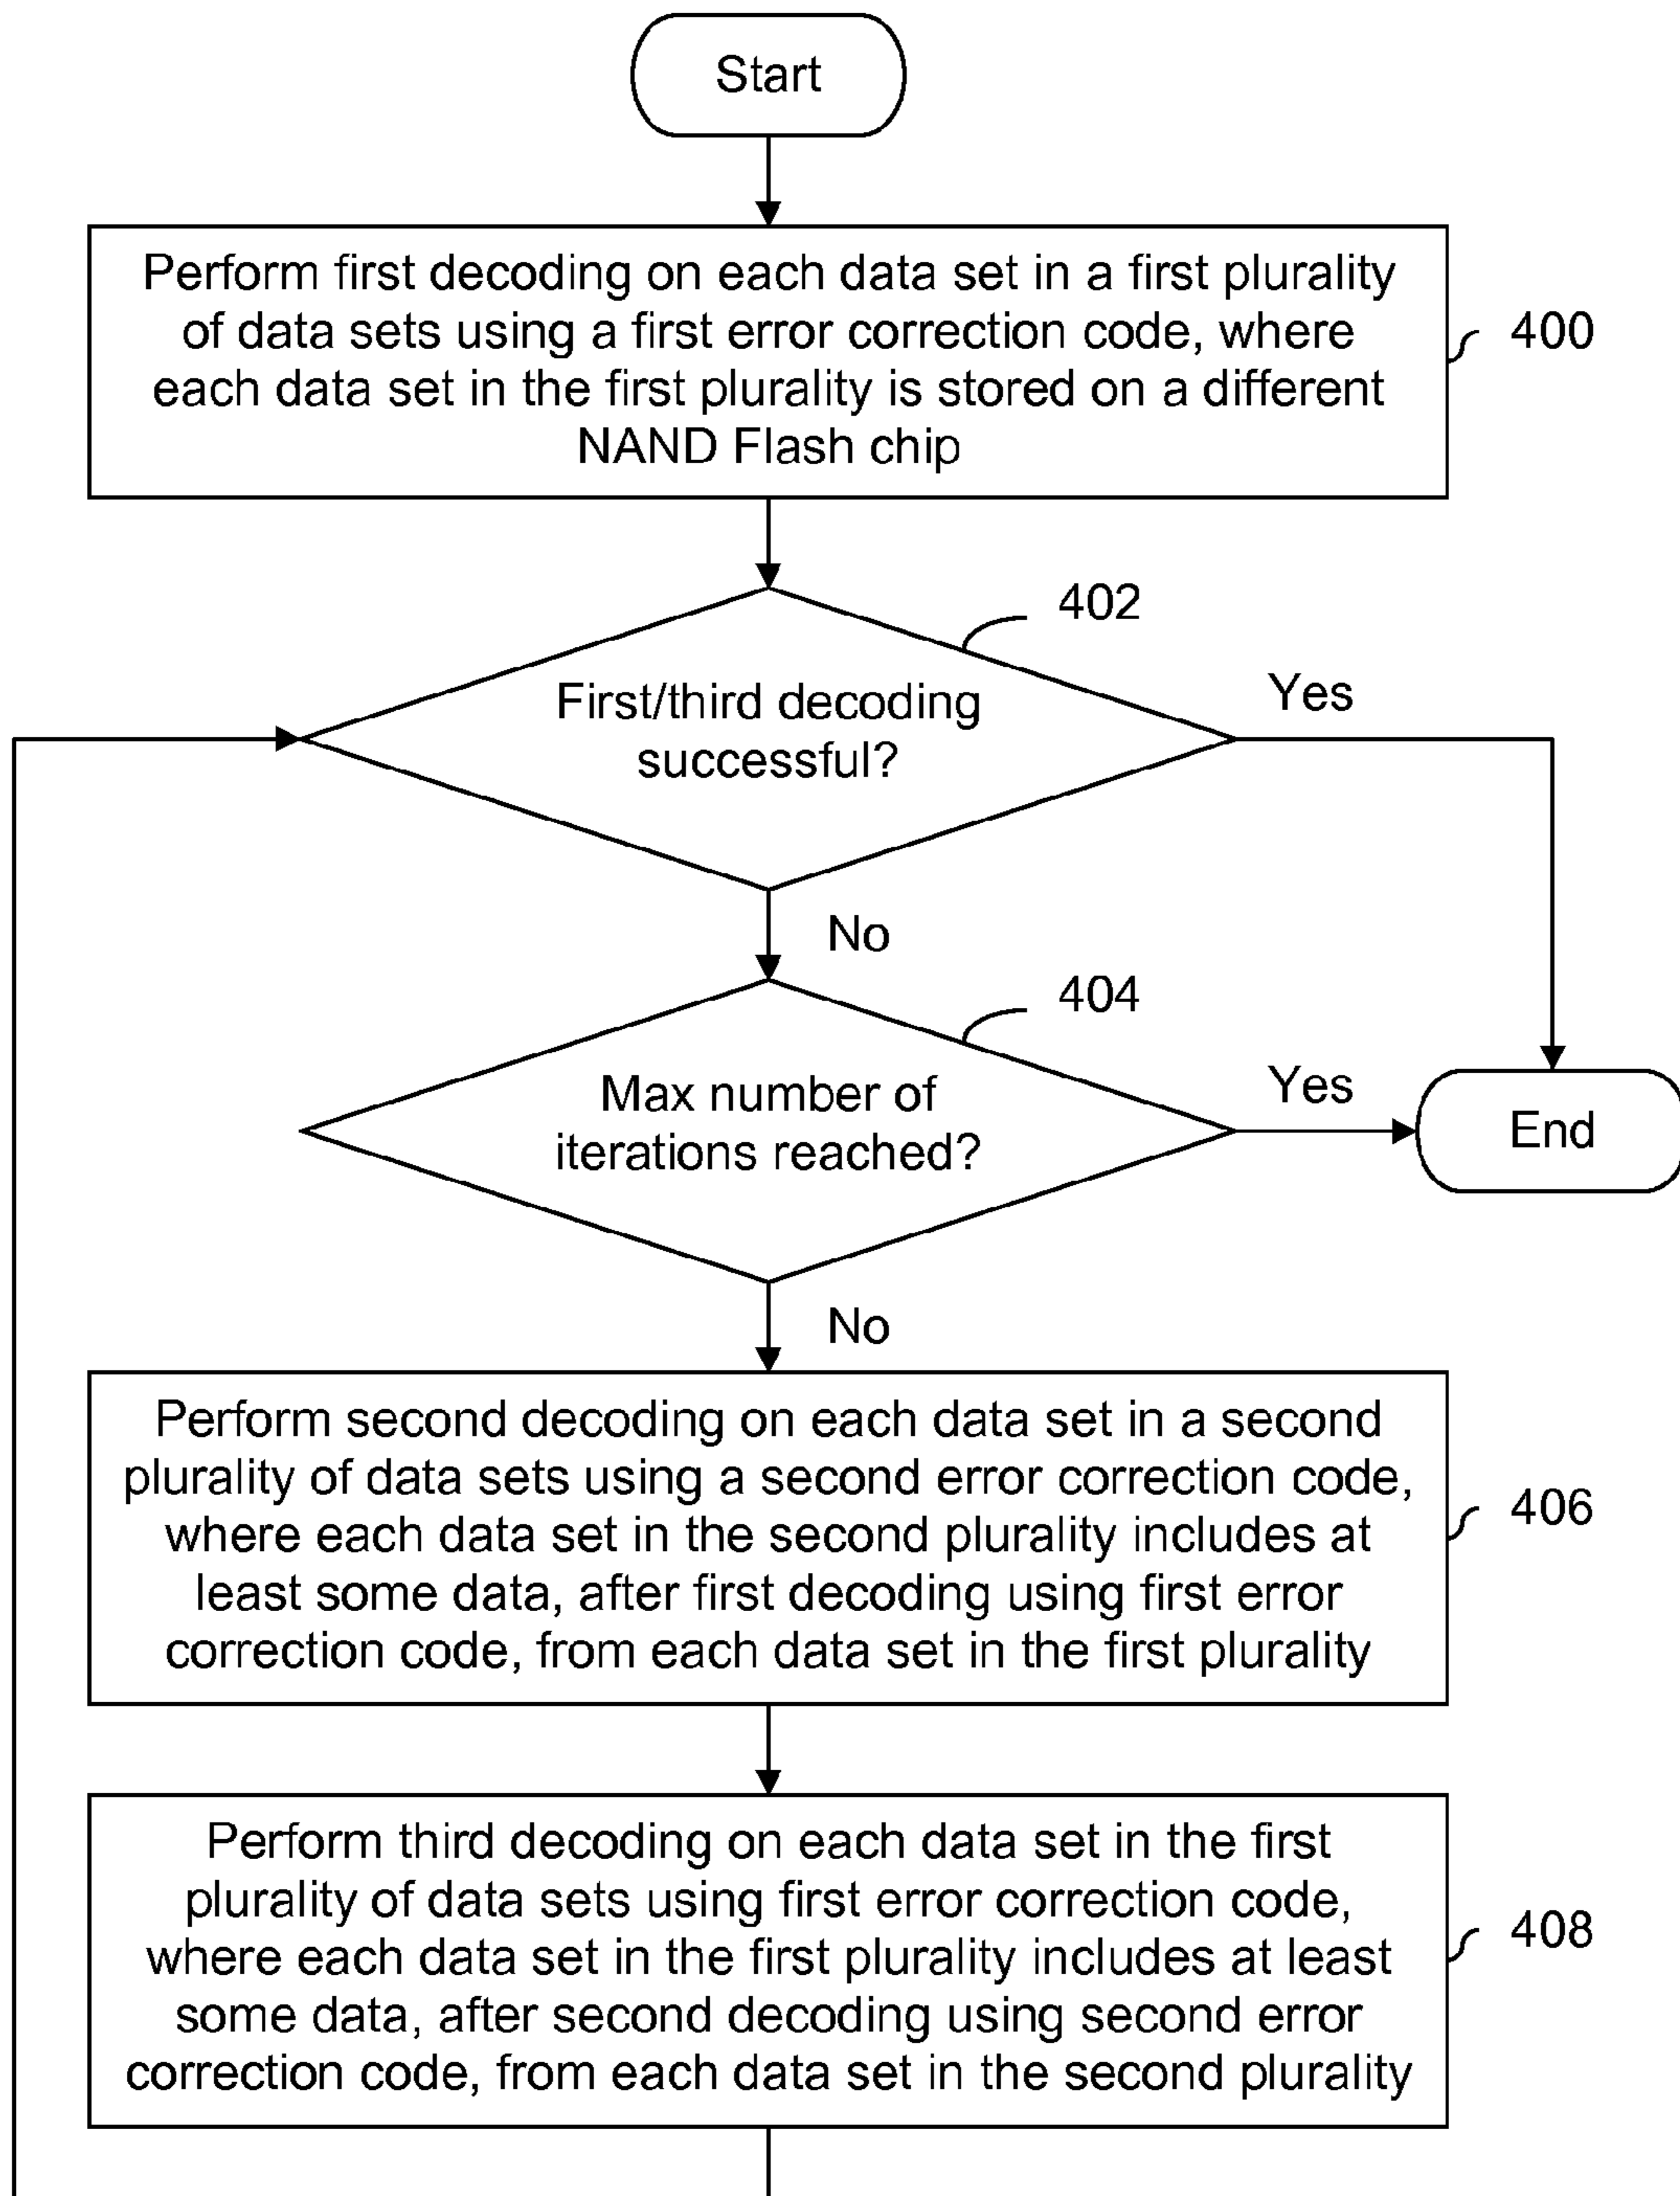 Start
Perform first decoding on each data set in a first plurality
of data sets using a first error correction code, where
each data set in the first plurality is stored on a different
NAND Flash chip
400
402
First/third decoding
successful?
Yes
No
404
Max number of
iterations reached?
Yes
End
No
Perform second decoding on each data set in a second
plurality of data sets using a second error correction code,
where each data set in the second plurality includes at
least some data, after first decoding using first error
correction code, from each data set in the first plurality
406
Perform third decoding on each data set in the first
plurality of data sets using first error correction code,
where each data set in the first plurality includes at least
some data, after second decoding using second error
correction code, from each data set in the second plurality
408